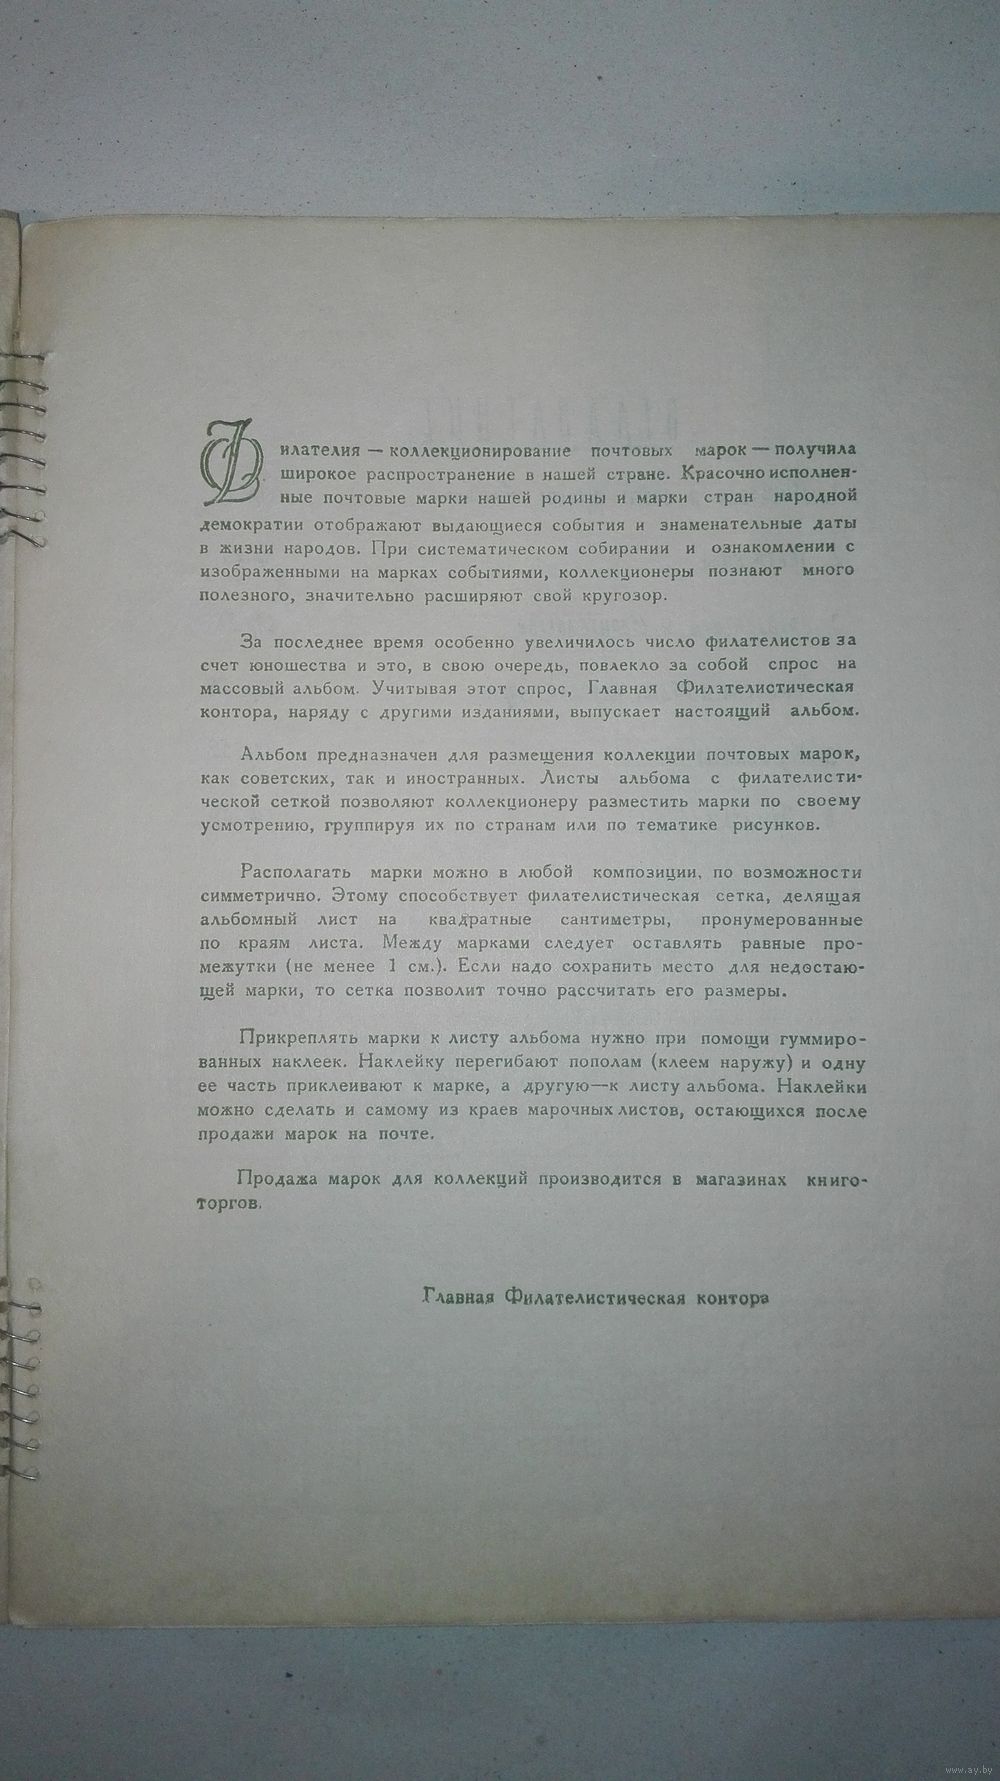 Филателия — коллекционирование почтовых марок — получила
широкое распространение в нашей стране. Красочно исполнен-
ные почтовые марки нашей родины и марки стран народной
демократии отображают выдающиеся события и знаменательные даты
в жизни народов. При систематическом собирании и ознакомлении с
изображенными на марках событиями, коллекционеры познают много
полезного, значительно расширяют свой кругозор.
За последнее время особенно увеличилось число филателистов за
счет юношества и это, в свою очередь, повлекло за собой спрос на
массовый альбом. Учитывая этот спрос, Главная Филателистическая
контора, наряду с другими изданиями, выпускает настоящий альбом.
Альбом предназначен для размещения коллекции почтовых марок,
как советских, так и иностранных. Листы альбома с филателисти-
ческой сеткой позволяют коллекционеру разместить марки по своему
усмотрению, группируя их по странам или по тематике рисунков.
Располагать марки можно в любой композиции, по возможности
симметрично. Этому способствует филателистическая сетка, делящая
альбомный лист на квадратные сантиметры, пронумерованные
по краям листа. Между марками следует оставлять равные про-
межутки (не менее 1 см.). Если надо сохранить место для недостаю-
щей марки, то сетка позволит точно рассчитать его размеры.
Прикреплять марки к листу альбома нужно при помощи гуммиро-
ванных наклеек. Наклейку перегибают пополам (клеем наружу) и одну
ее часть приклеивают к марке, а другую—к листу альбома. Наклейки
можно сделать и самому из краев марочных листов, остающихся после
продажи марок на почте.
Продажа марок для коллекций производится в магазинах книго-
торгов.
Главная Филателистическая контора
www.ay.by